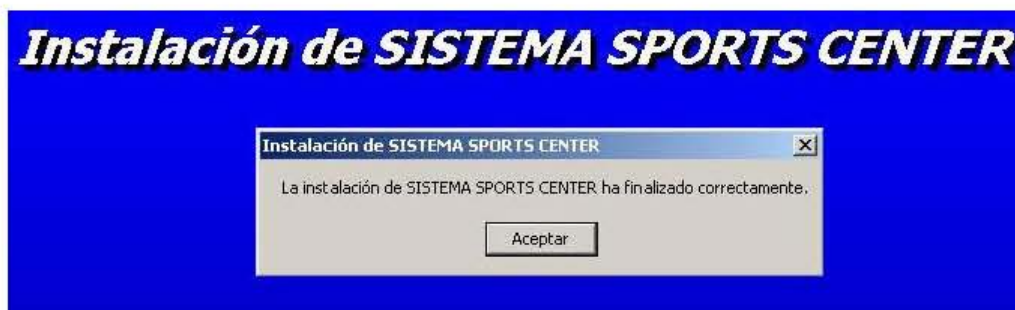 Instalación de SISTEMA SPORTS CENTER
Instalación de SISTEMA SPORTS CENTER
La instalación de SISTEMA SPORTS CENTER ha finalizado correctamente.
Aceptar